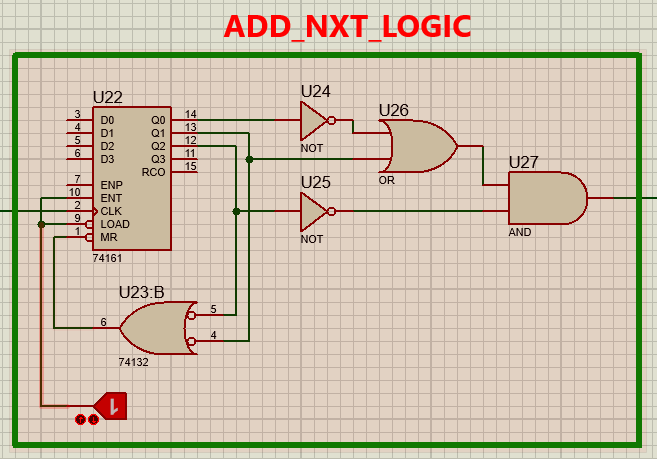 ADD_NXT_LOGIC
U22
3 D0 Q0 14
4 D1 Q1 13
5 D2 Q2 12
6 D3 Q3 11
RCO 15
7 ENP
10 ENT
2 CLK
9 LOAD
1 MR
74161
U24
NOT
U26
OR
U25
NOT
U27
AND
U23:B
6
5
4
74132
1